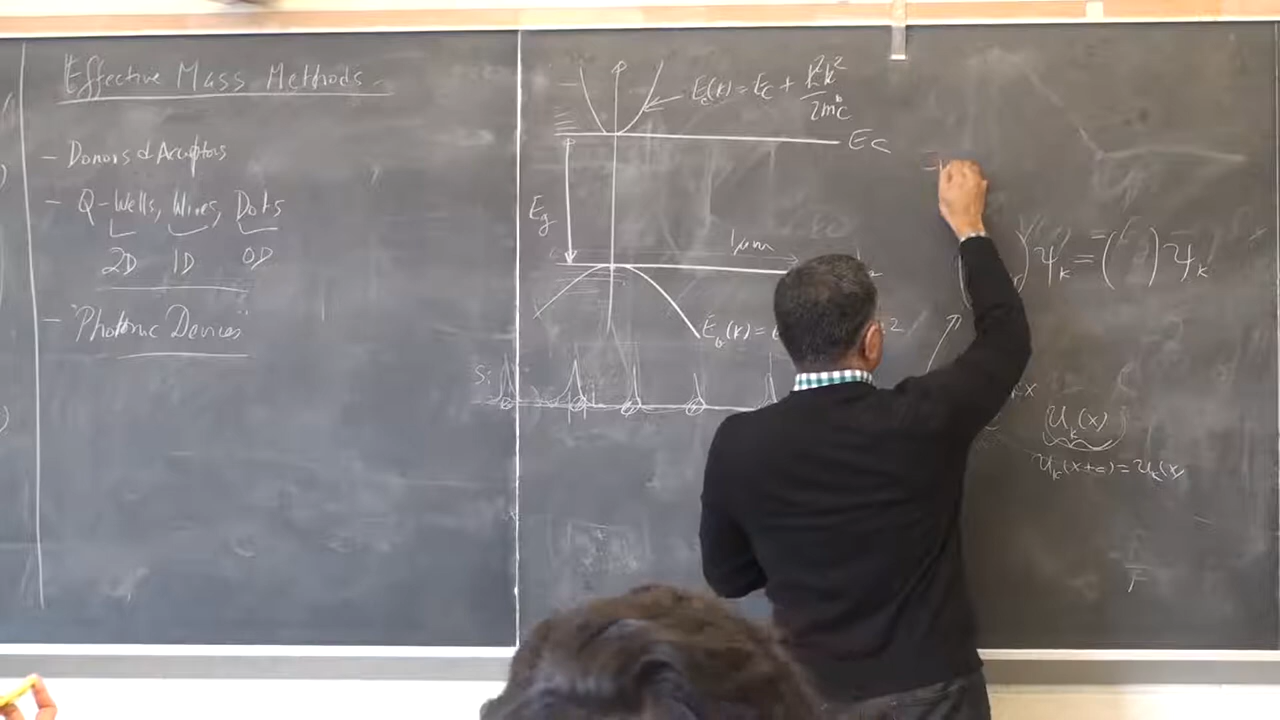 Effective Mass Methods
- Donors & Acceptors
- Q-Wells, Wires, Dots
2D 1D 0D
- "Photonic Devices"
E_c(k) = E_c + ħ²k²/2m_c^b
E_c
E_g
1μm
E_v(k) =
2
S:
)ψ_k = ( )ψ_k
u_k(x)
u_k(x+a) = u_k(x)